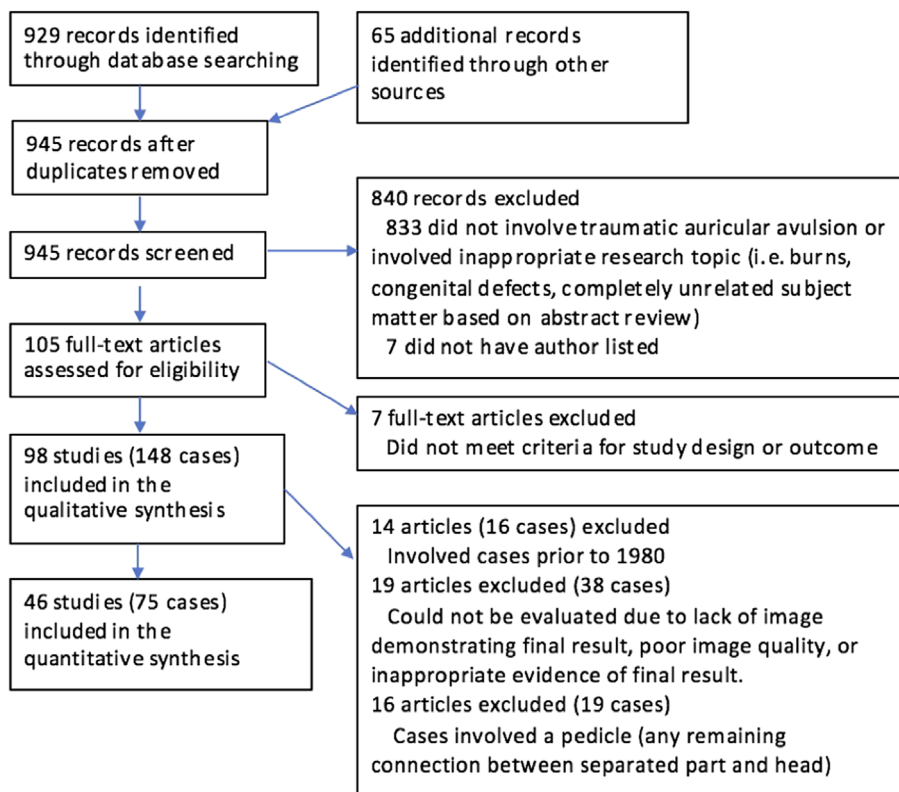 929 records identified
through database searching
65 additional records
identified through other
sources
945 records after
duplicates removed
945 records screened
840 records excluded
833 did not involve traumatic auricular avulsion or
involved inappropriate research topic (i.e. burns,
congenital defects, completely unrelated subject
matter based on abstract review)
7 did not have author listed
105 full-text articles
assessed for eligibility
7 full-text articles excluded
Did not meet criteria for study design or outcome
98 studies (148 cases)
included in the
qualitative synthesis
14 articles (16 cases) excluded
Involved cases prior to 1980
19 articles excluded (38 cases)
Could not be evaluated due to lack of image
demonstrating final result, poor image quality, or
inappropriate evidence of final result.
16 articles excluded (19 cases)
Cases involved a pedicle (any remaining
connection between separated part and head)
46 studies (75 cases)
included in the
quantitative synthesis